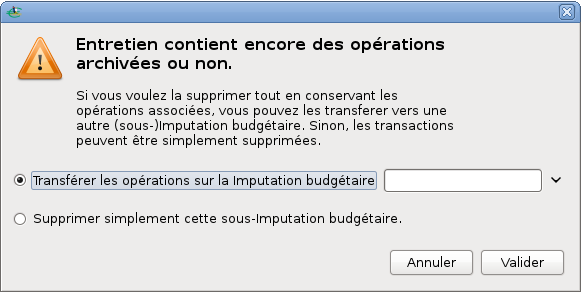 Entretien contient encore des opérations
archivées ou non.
Si vous voulez la supprimer tout en conservant les
opérations associées, vous pouvez les transferer vers une
autre (sous-)Imputation budgétaire. Sinon, les transactions
peuvent être simplement supprimées.
Transférer les opérations sur la Imputation budgétaire
Supprimer simplement cette sous-Imputation budgétaire.
Annuler
Valider